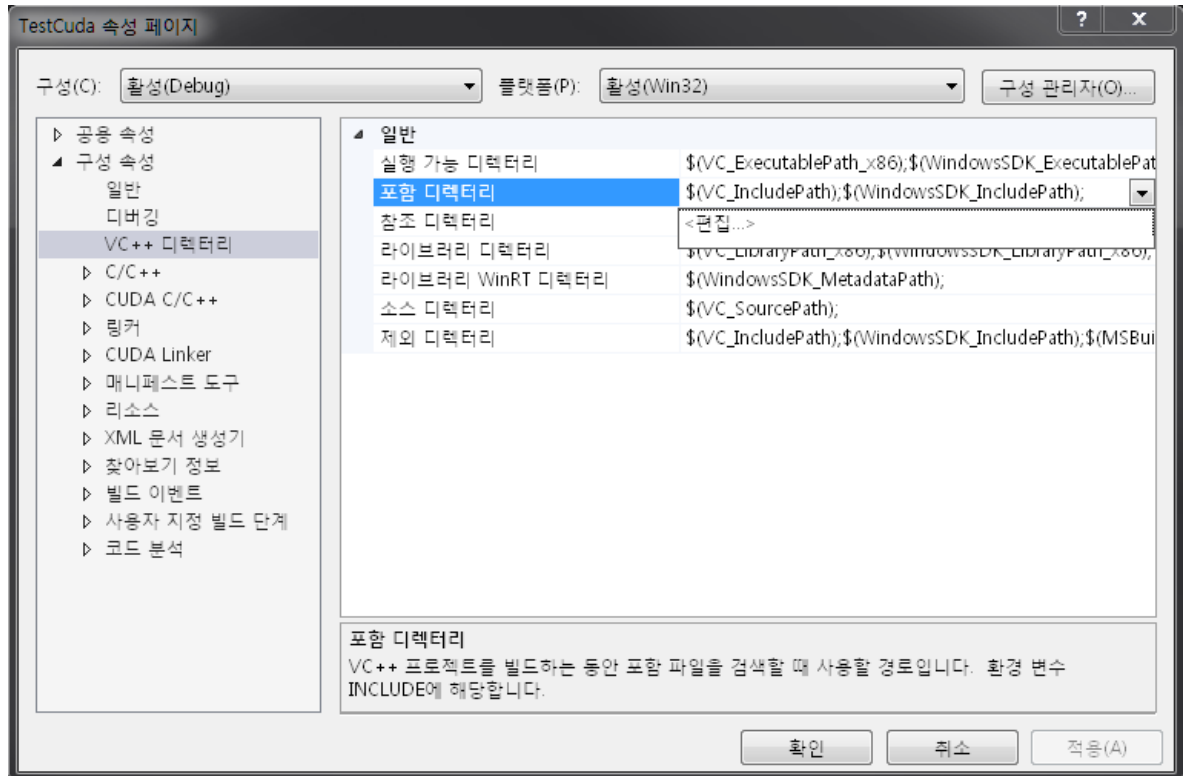 TestCuda 속성 페이지
구성(C): 활성(Debug) 플랫폼(P): 활성(Win32) 구성 관리자(O)...
공용 속성
구성 속성
일반
디버깅
VC++ 디렉터리
C/C++
CUDA C/C++
링커
CUDA Linker
매니페스트 도구
리소스
XML 문서 생성기
찾아보기 정보
빌드 이벤트
사용자 지정 빌드 단계
코드 분석
일반
실행 가능 디렉터리 $(VC_ExecutablePath_x86);$(WindowsSDK_ExecutablePat
포함 디렉터리 $(VC_IncludePath);$(WindowsSDK_IncludePath);
참조 디렉터리 <편집...>
라이브러리 디렉터리 $(VC_LibraryPath_x86);$(WindowsSDK_LibraryPath_x86);
라이브러리 WinRT 디렉터리 $(WindowsSDK_MetadataPath);
소스 디렉터리 $(VC_SourcePath);
제외 디렉터리 $(VC_IncludePath);$(WindowsSDK_IncludePath);$(MSBui
포함 디렉터리
VC++ 프로젝트를 빌드하는 동안 포함 파일을 검색할 때 사용할 경로입니다. 환경 변수
INCLUDE에 해당합니다.
확인 취소 적용(A)